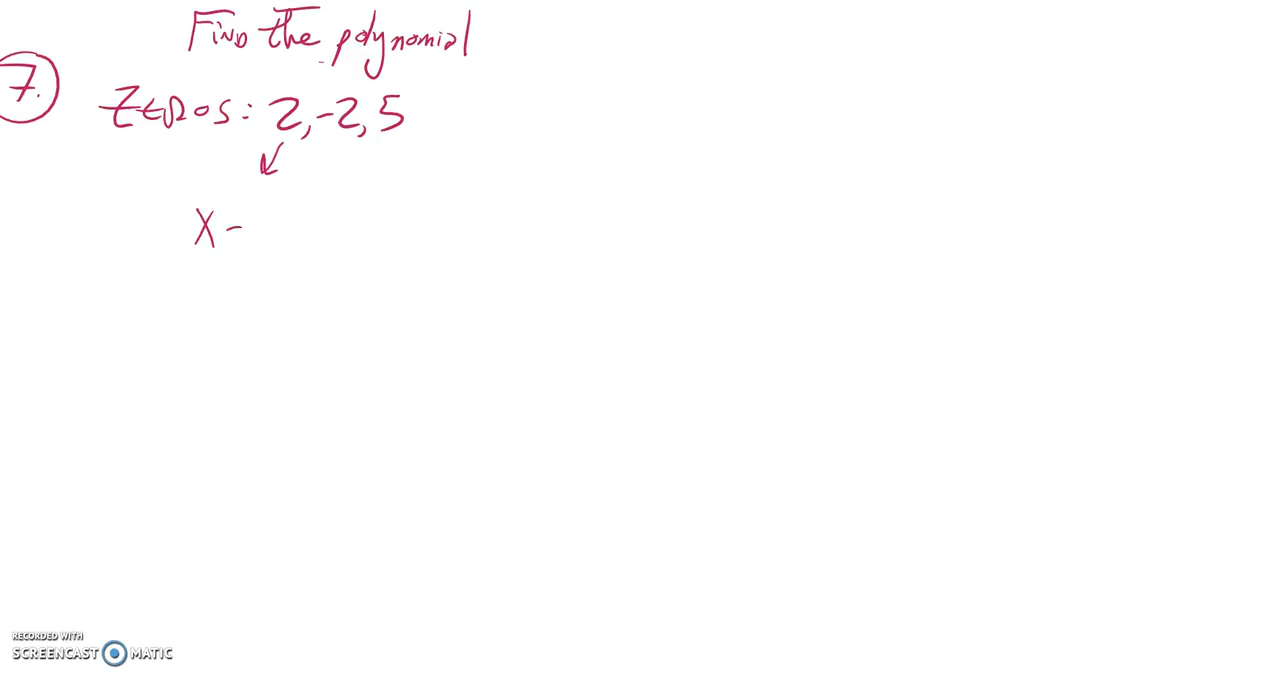 Find the polynomial
7.
Zeros: 2, -2, 5
X -
RECORDED WITH
SCREENCAST MATIC